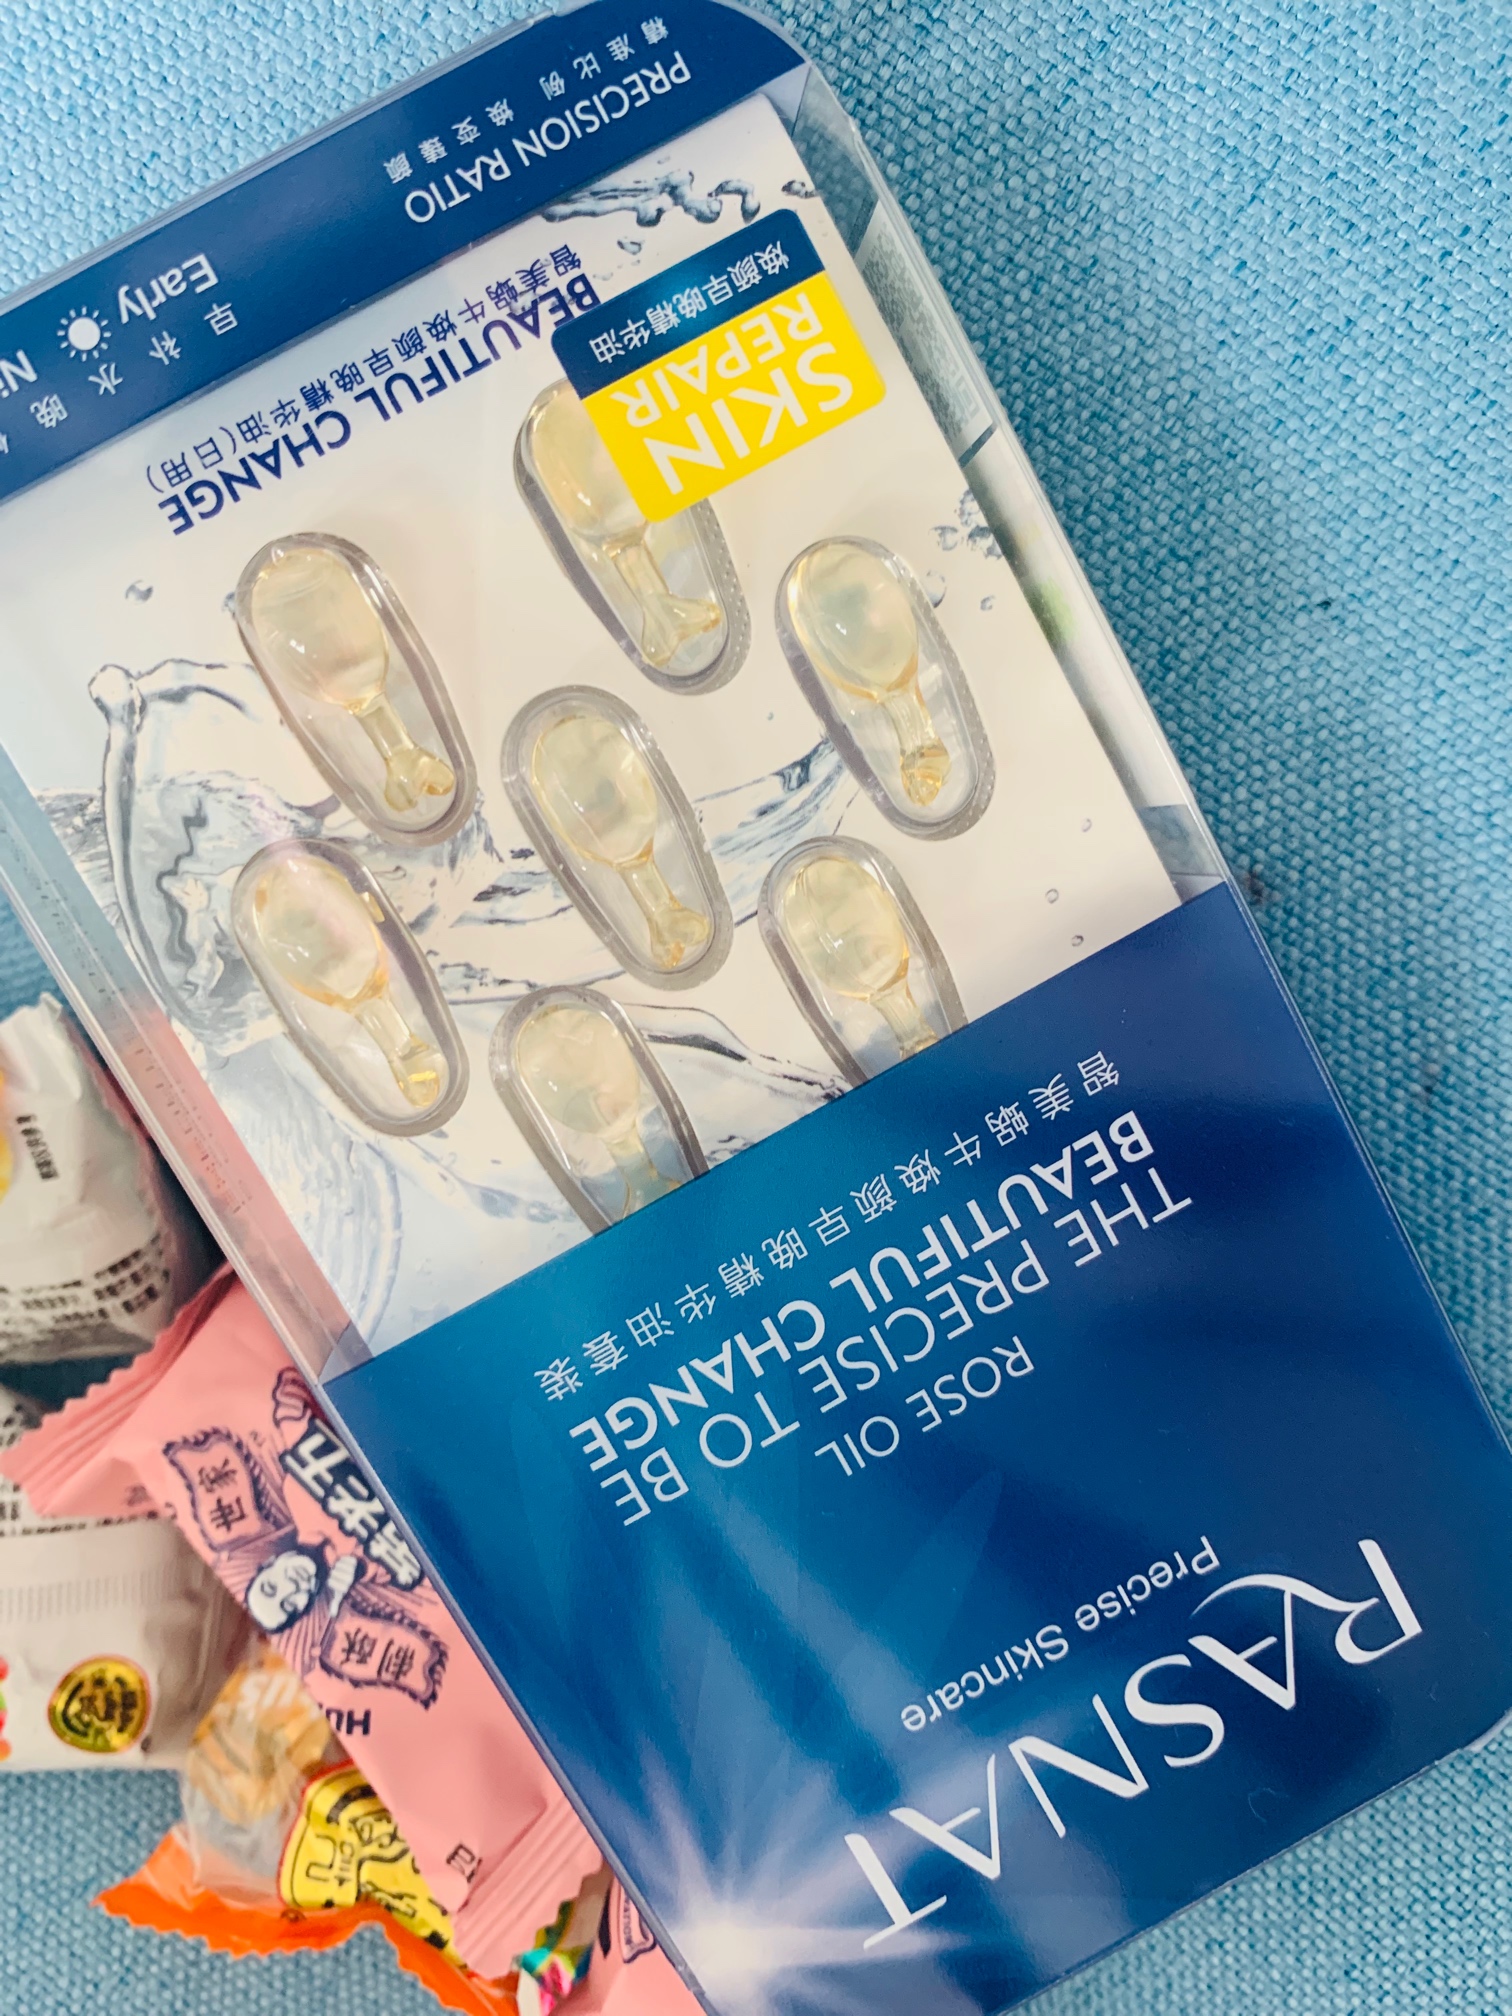 RASNAT
Precise Skincare
ROSE OIL
THE PRECISE TO BE
BEAUTIFUL CHANGE
智美蜗牛焕颜早晚精华油套装
SKIN
REPAIR
焕颜早晚精华油
BEAUTIFUL CHANGE
智美蜗牛焕颜早晚精华油(日用)
PRECISION RATIO
精准比例 焕变臻颜
Early
早 补 水 晚